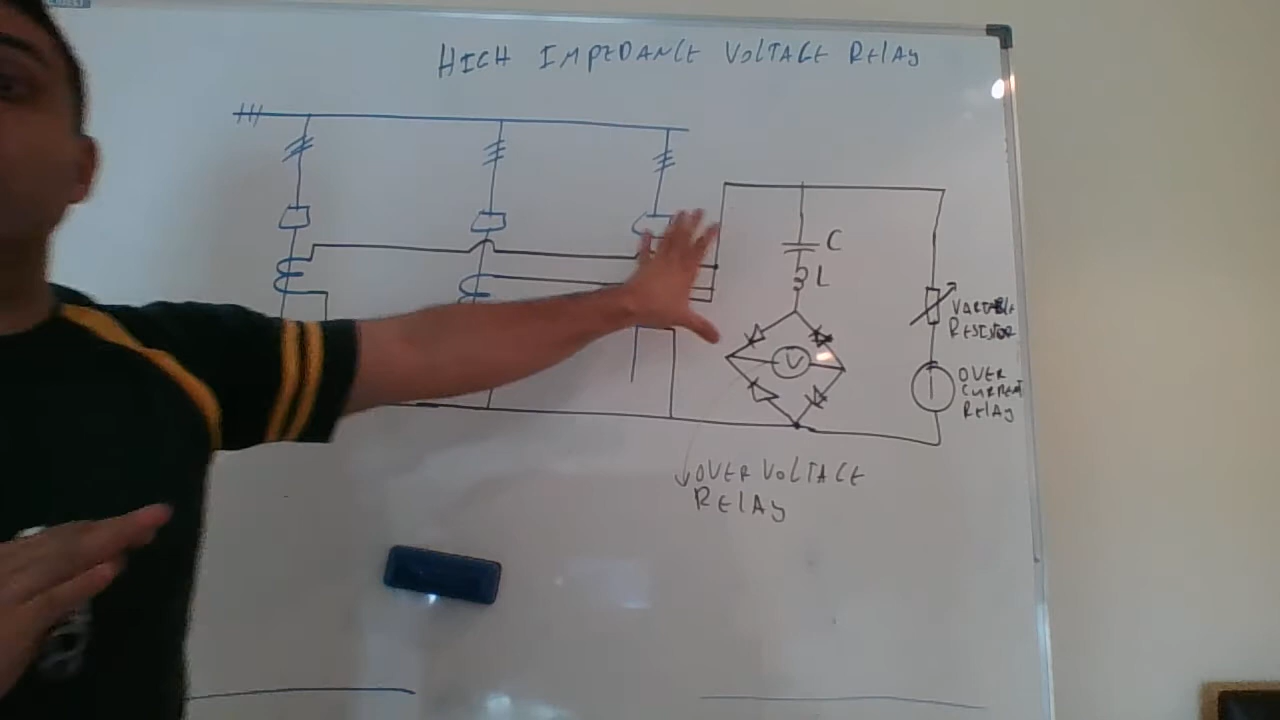 HIGH IMPEDANCE VOLTAGE RELAY
C
L
V
VARIABLE
RESISTOR
OVER
CURRENT
RELAY
OVER VOLTAGE
RELAY